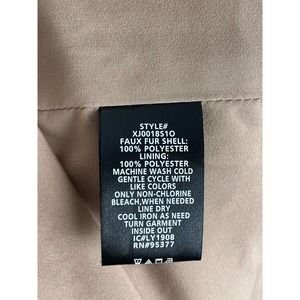 STYLE#
XJ0018S1O
FAUX FUR SHELL:
100% POLYESTER
LINING:
100% POLYESTER
MACHINE WASH COLD
GENTLE CYCLE WITH
LIKE COLORS
ONLY NON-CHLORINE
BLEACH,WHEN NEEDED
LINE DRY
COOL IRON AS NEED
TURN GARMENT
INSIDE OUT
IC#LY1908
RN#95377